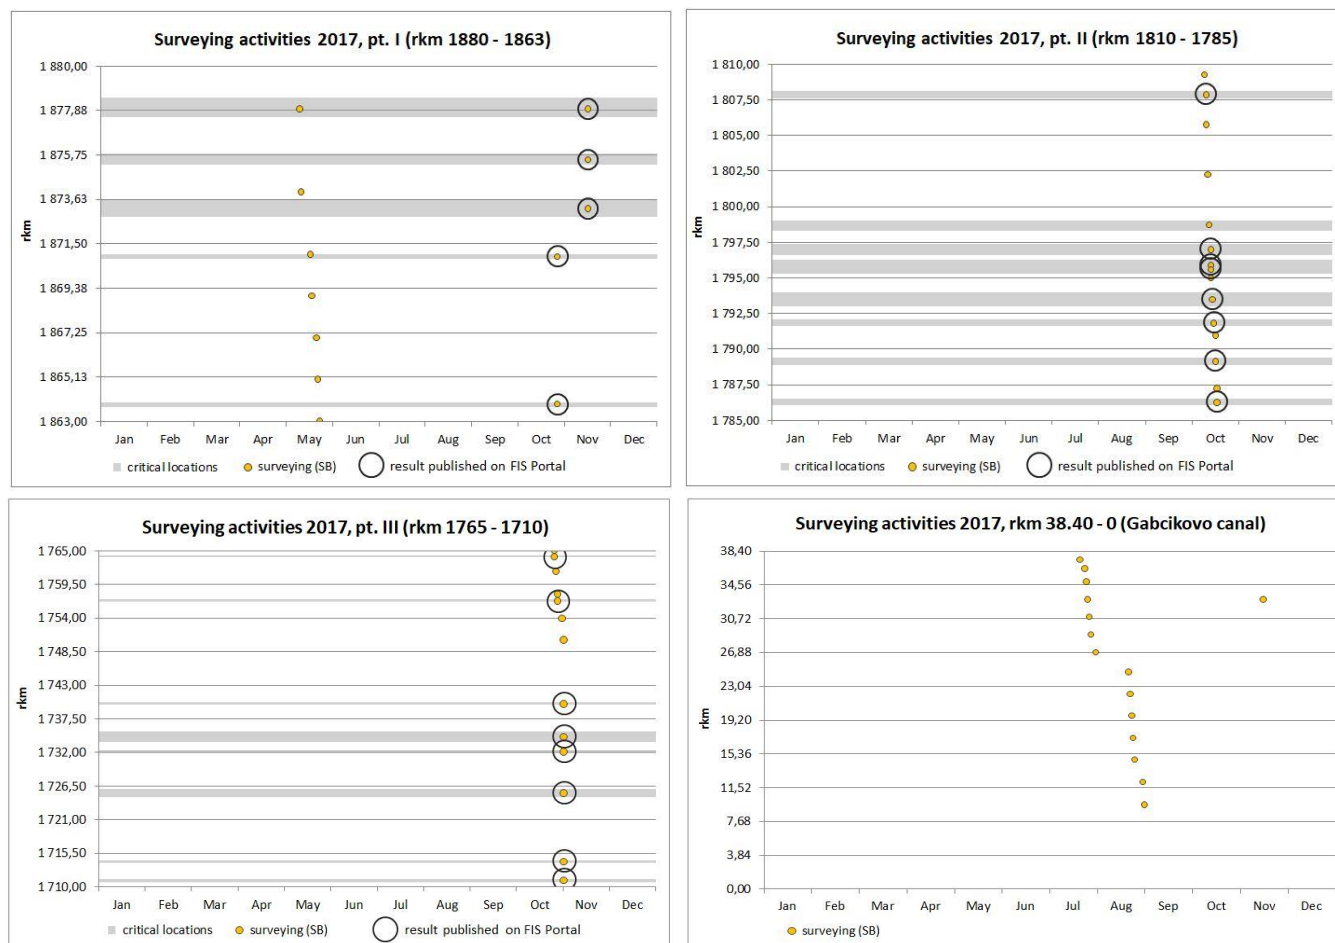 Surveying activities 2017, pt. I (rkm 1880 - 1863)
1 880,00
1 877,88
1 875,75
1 873,63
1 871,50
1 869,38
1 867,25
1 865,13
1 863,00
rkm
Jan Feb Mar Apr May Jun Jul Aug Sep Oct Nov Dec
critical locations surveying (SB) result published on FIS Portal
Surveying activities 2017, pt. II (rkm 1810 - 1785)
1 810,00
1 807,50
1 805,00
1 802,50
1 800,00
1 797,50
1 795,00
1 792,50
1 790,00
1 787,50
1 785,00
rkm
Jan Feb Mar Apr May Jun Jul Aug Sep Oct Nov Dec
critical locations surveying (SB) result published on FIS Portal
Surveying activities 2017, pt. III (rkm 1765 - 1710)
1 765,00
1 759,50
1 754,00
1 748,50
1 743,00
1 737,50
1 732,00
1 726,50
1 721,00
1 715,50
1 710,00
rkm
Jan Feb Mar Apr May Jun Jul Aug Sep Oct Nov Dec
critical locations surveying (SB) result published on FIS Portal
Surveying activities 2017, rkm 38.40 - 0 (Gabcikovo canal)
38,40
34,56
30,72
26,88
23,04
19,20
15,36
11,52
7,68
3,84
0,00
rkm
Jan Feb Mar Apr May Jun Jul Aug Sep Oct Nov Dec
surveying (SB)